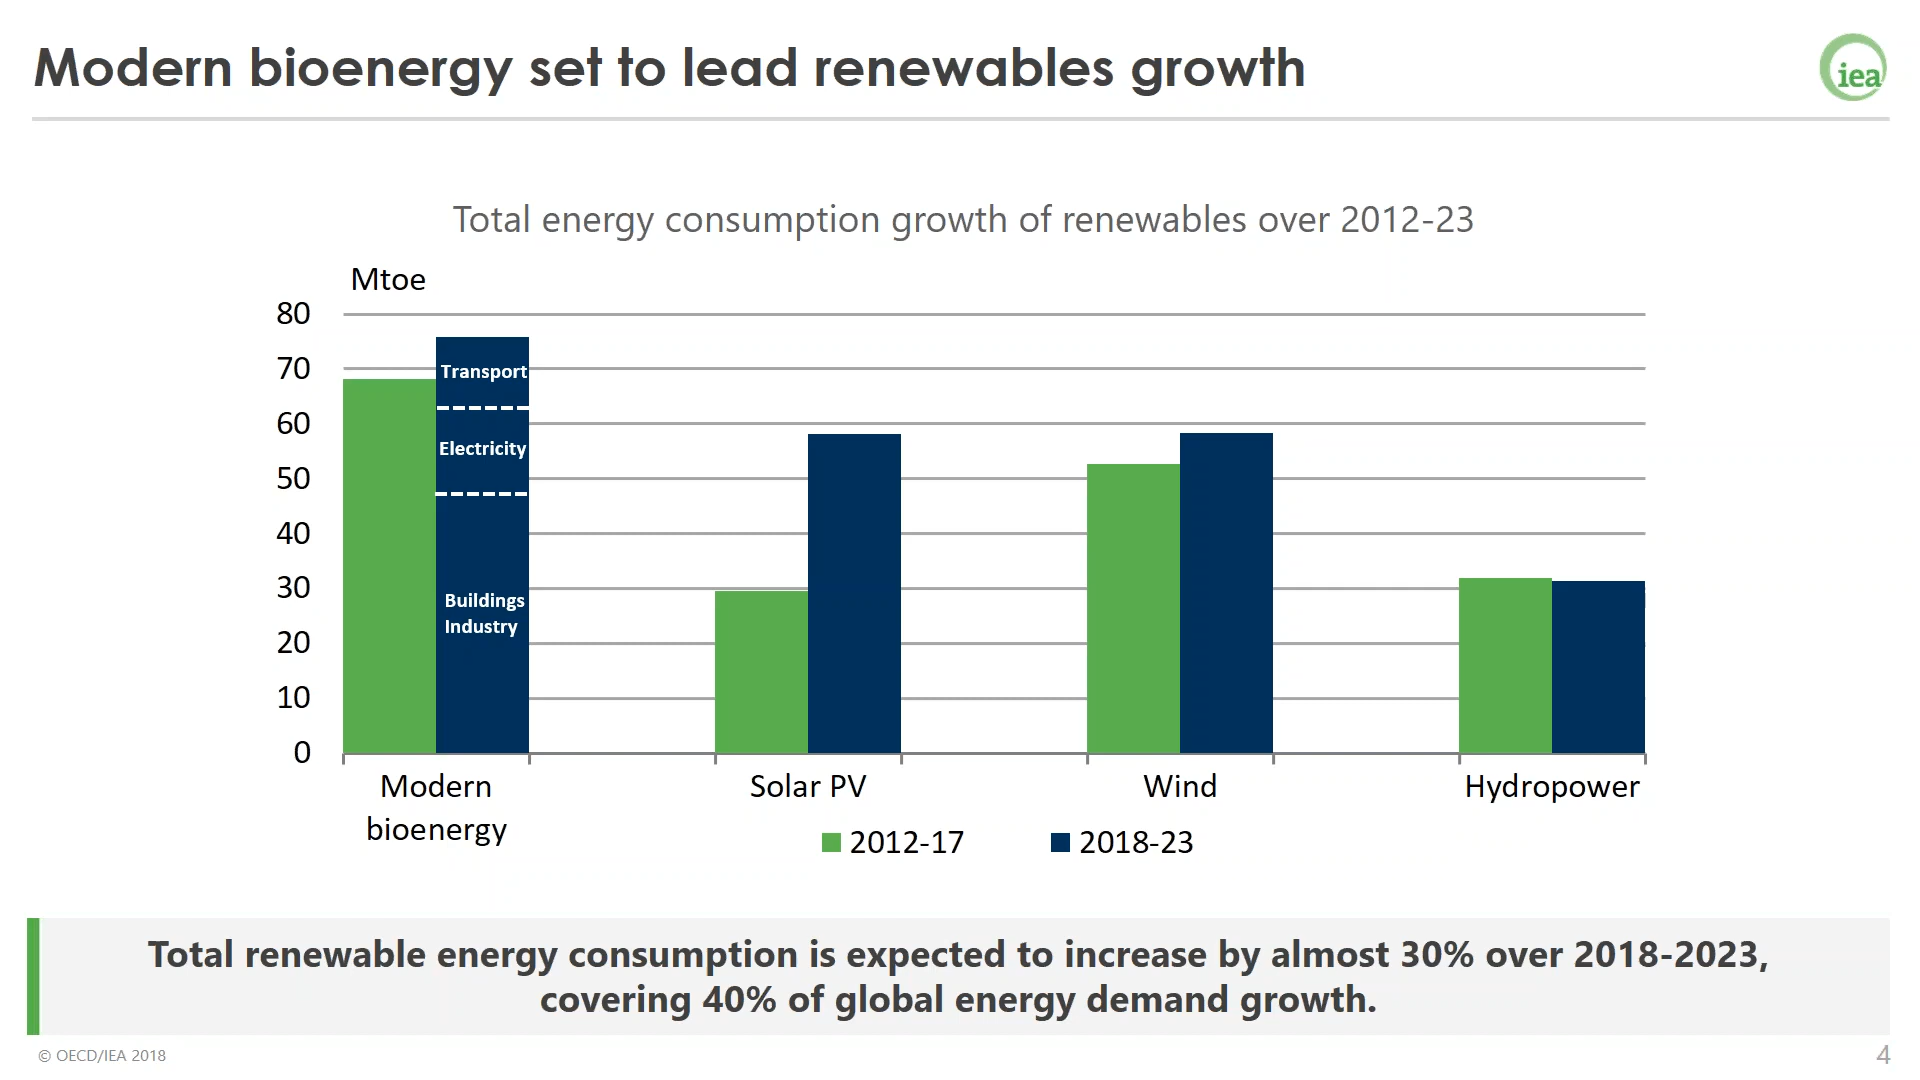 Modern bioenergy set to lead renewables growth
iea
Total energy consumption growth of renewables over 2012-23
Mtoe
80
70
60
50
40
30
20
10
0
Transport
Electricity
Buildings
Industry
Modern
bioenergy
Solar PV
Wind
Hydropower
2012-17
2018-23
Total renewable energy consumption is expected to increase by almost 30% over 2018-2023,
covering 40% of global energy demand growth.
© OECD/IEA 2018
4